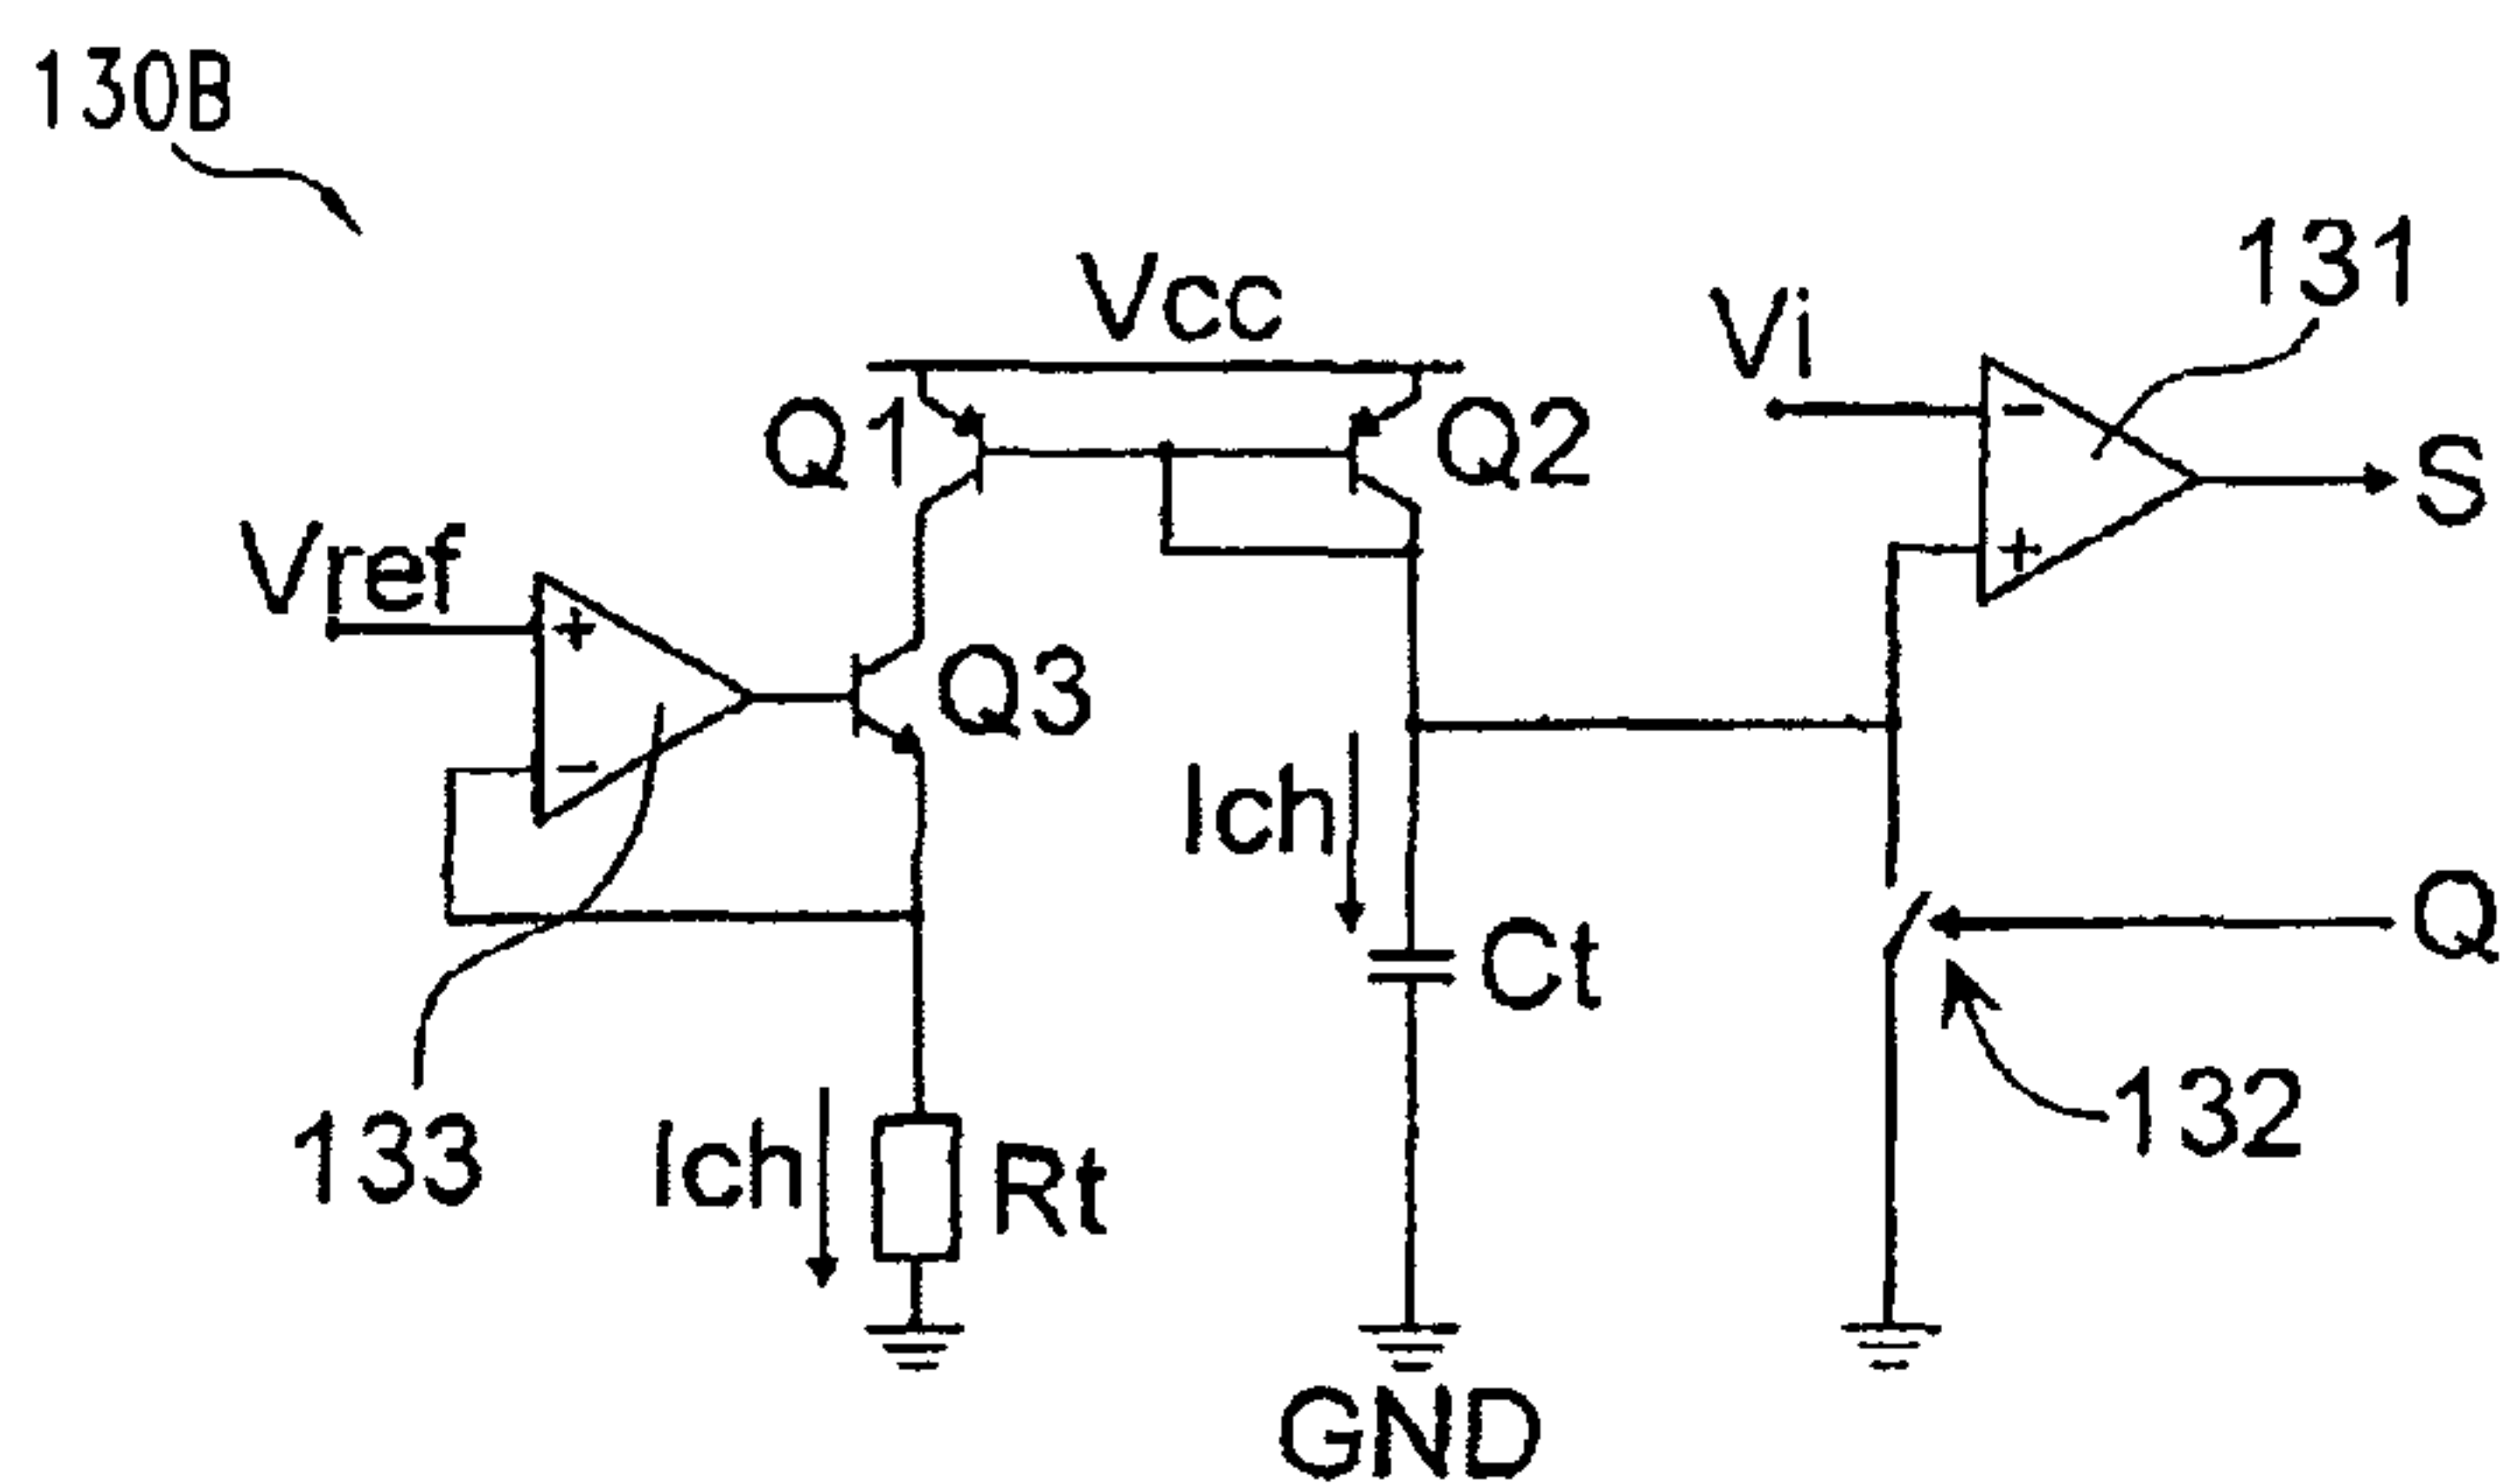 130B
131
Vcc
Vi
Q1
Q2
S
Vref
Q3
Ich
Q
Ct
132
133
Ich
Rt
GND